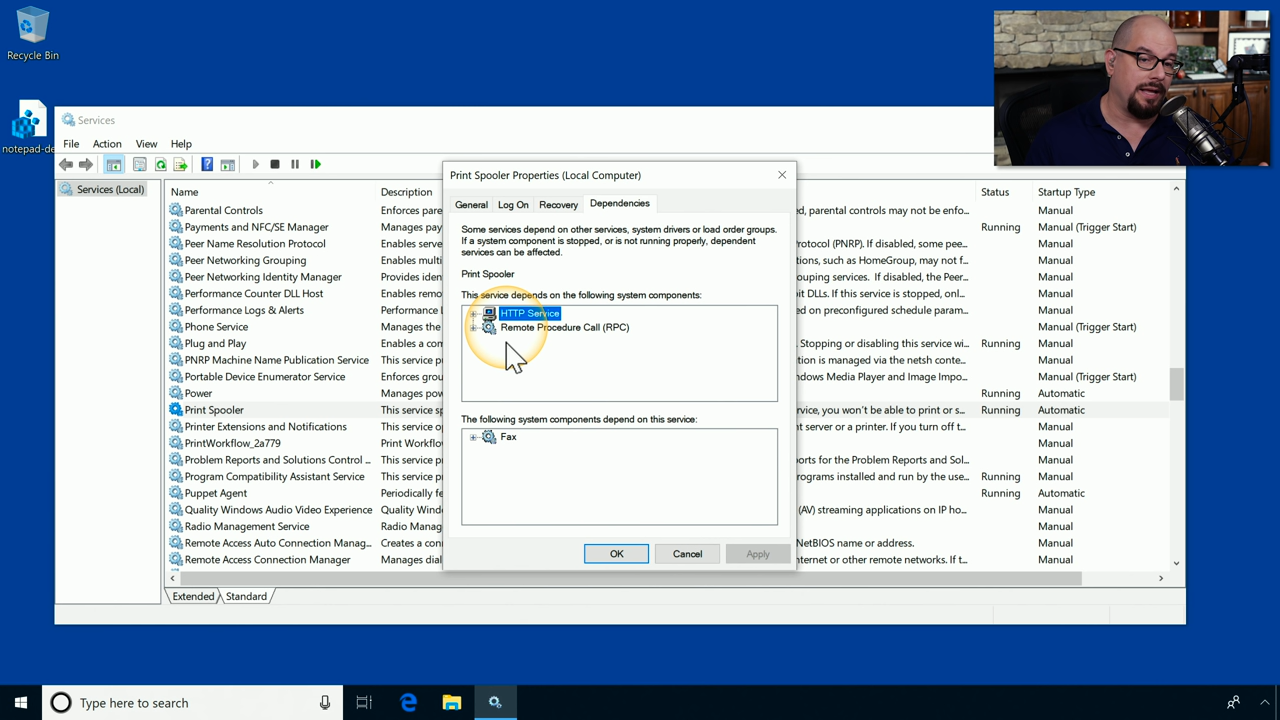 Recycle Bin
notepad-de
Services
File Action View Help
Services (Local)
Name Description Status Startup Type
Parental Controls Enforces pare , parental controls may not be enfo... Manual
Payments and NFC/SE Manager Manages pay Running Manual (Trigger Start)
Peer Name Resolution Protocol Enables serve Protocol (PNRP). If disabled, some pee... Manual
Peer Networking Grouping Enables multi , such as HomeGroup, may not funct... Manual
Peer Networking Identity Manager Provides iden ouping services. If disabled, the Peer... Manual
Performance Counter DLL Host Enables remo bit DLLs. If this service is stopped, onl... Manual
Performance Logs & Alerts on preconfigured schedule param... Manual
Phone Service Manages the Manual (Trigger Start)
Plug and Play Enables a co Stopping or disabling this service wi... Running Manual
PNRP Machine Name Publication Service This service p ation is managed via the netsh conte... Manual
Portable Device Enumerator Service Enforces grou ndows Media Player and Image Impo... Manual (Trigger Start)
Power Manages pow Running Automatic
Print Spooler This service sp ervice, you won't be able to print or s... Running Automatic
Printer Extensions and Notifications This service o nt server or a printer. If you turn off t... Manual
PrintWorkflow_2a779 Print Workflow Manual
Problem Reports and Solutions Control ... This service pr orts for the Problem Reports and Sol... Manual
Program Compatibility Assistant Service This service pr rograms installed and run by the use... Running Manual
Puppet Agent Periodically fe Running Automatic
Quality Windows Audio Video Experience (AV) streaming applications on IP ho... Manual
Radio Management Service Radio Manag Manual
Remote Access Auto Connection Manag... Creates a con NetBIOS name or address. Manual
Remote Access Connection Manager Manages dial internet or other remote networks. If t... Manual
Extended Standard
Print Spooler Properties (Local Computer)
General Log On Recovery Dependencies
Some services depend on other services, system drivers or load order groups.
If a system component is stopped, or is not running properly, dependent
services can be affected.
Print Spooler
This service depends on the following system components:
HTTP Service
Remote Procedure Call (RPC)
The following system components depend on this service:
Fax
OK Cancel Apply
Type here to search